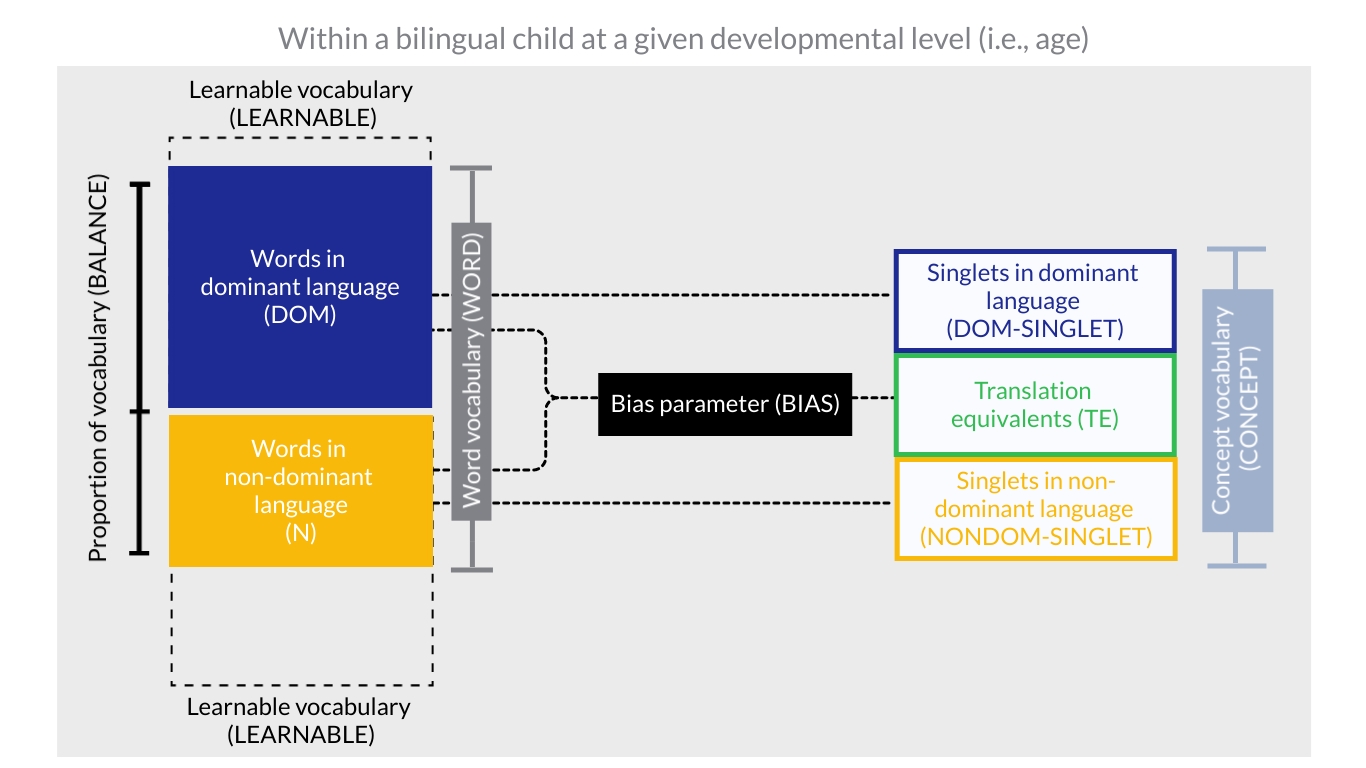 Within a bilingual child at a given developmental level (i.e., age)
Learnable vocabulary
(LEARNABLE)
Proportion of vocabulary (BALANCE)
Words in
dominant language
(DOM)
Words in
non-dominant
language
(N)
Learnable vocabulary
(LEARNABLE)
Word vocabulary (WORD)
Bias parameter (BIAS)
Singlets in dominant
language
(DOM-SINGLET)
Translation
equivalents (TE)
Singlets in non-
dominant language
(NONDOM-SINGLET)
Concept vocabulary
(CONCEPT)